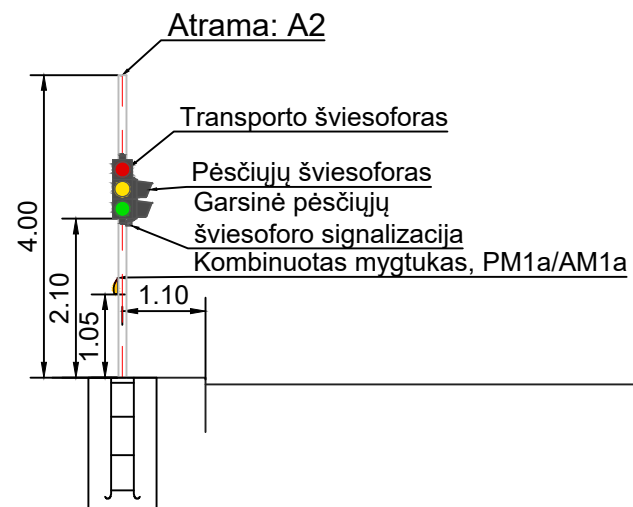 Atrama: A2
Transporto šviesoforas
Pėsčiųjų šviesoforas
Garsinė pėsčiųjų
šviesoforo signalizacija
Kombinuotas mygtukas, PM1a/AM1a
4.00
2.10
1.05
1.10